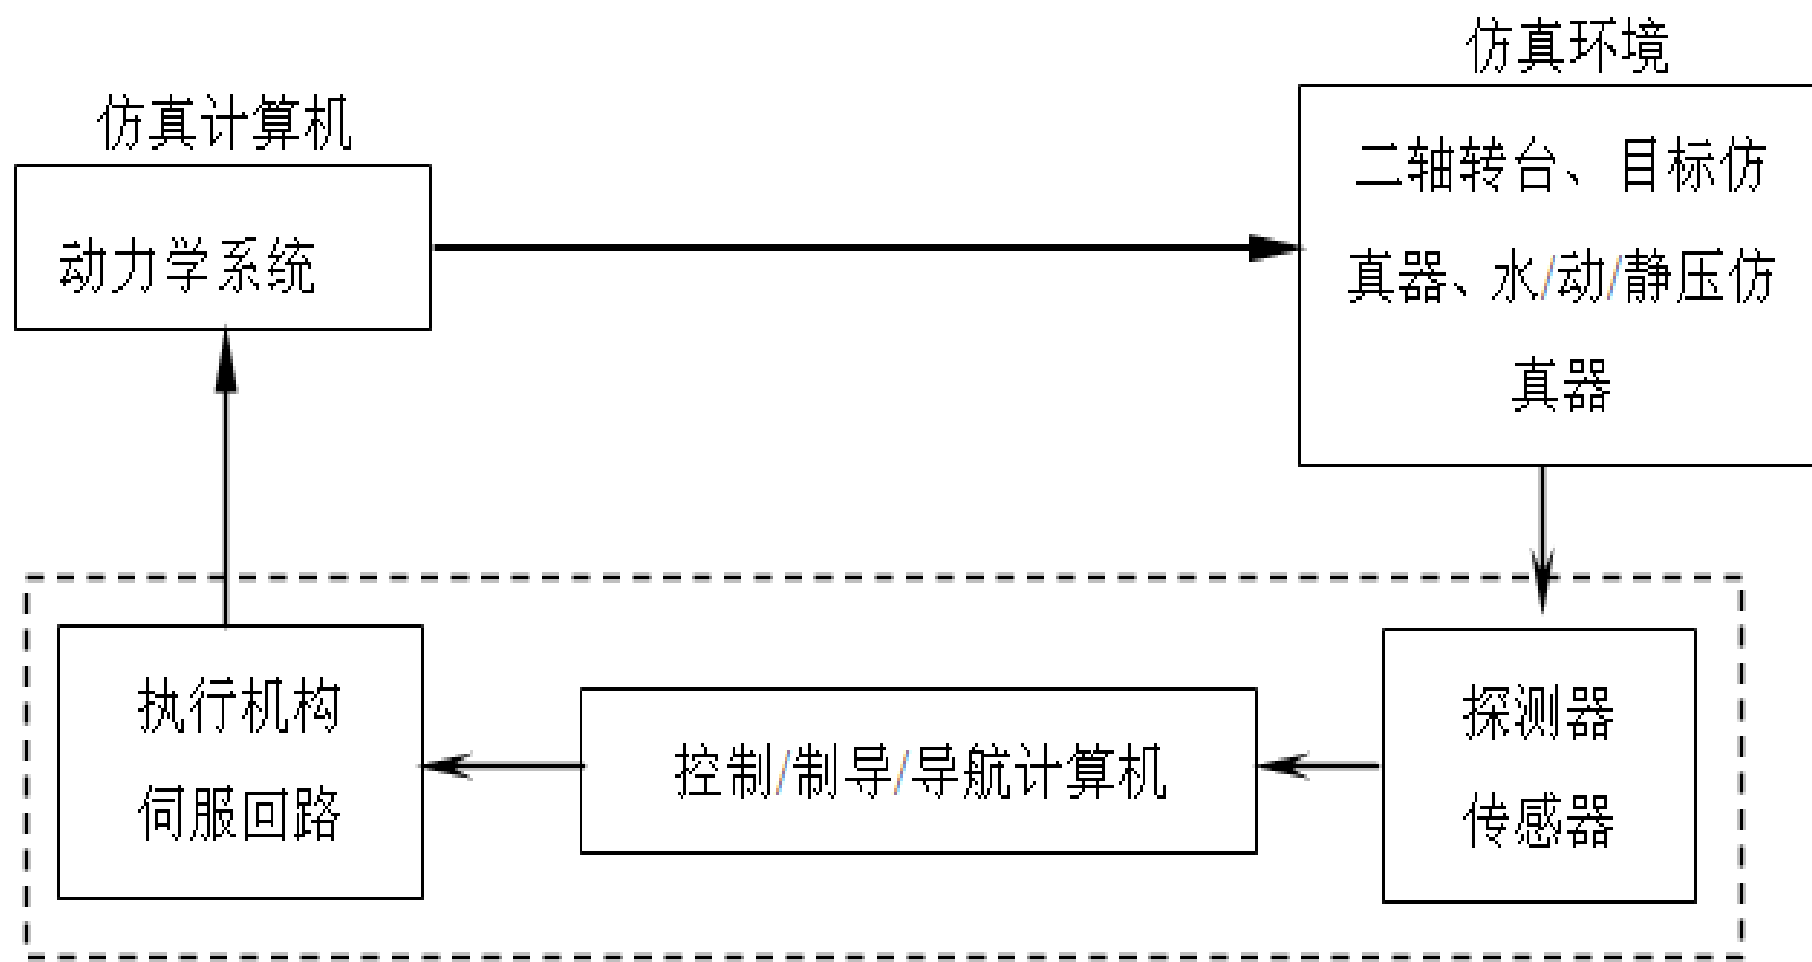 仿真环境
仿真计算机
二轴转台、目标仿
真器、水/动/静压仿
真器
动力学系统
执行机构
伺服回路
控制/制导/导航计算机
探测器
传感器